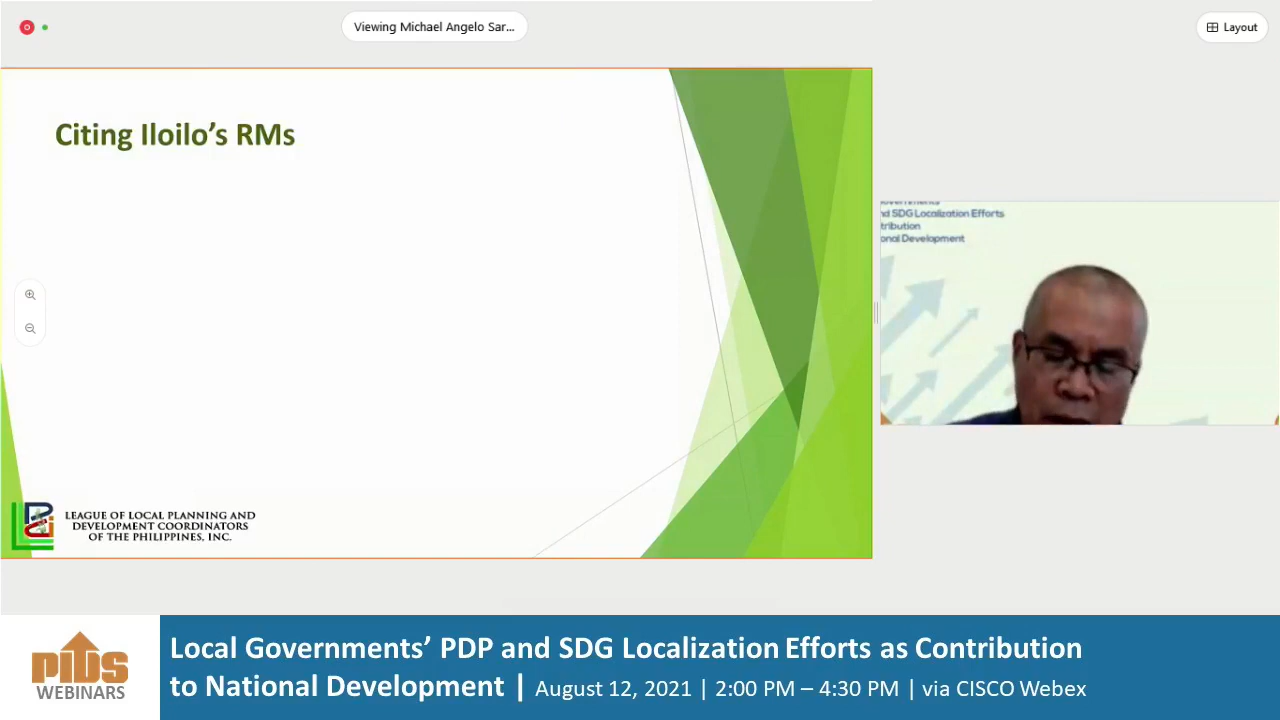 Viewing Michael Angelo Sar...
Layout
Citing Iloilo's RMs
nd SDG Localization Efforts
tribution
onal Development
LEAGUE OF LOCAL PLANNING AND
DEVELOPMENT COORDINATORS
OF THE PHILIPPINES, INC.
PIDS
WEBINARS
Local Governments' PDP and SDG Localization Efforts as Contribution
to National Development | August 12, 2021 | 2:00 PM – 4:30 PM | via CISCO Webex